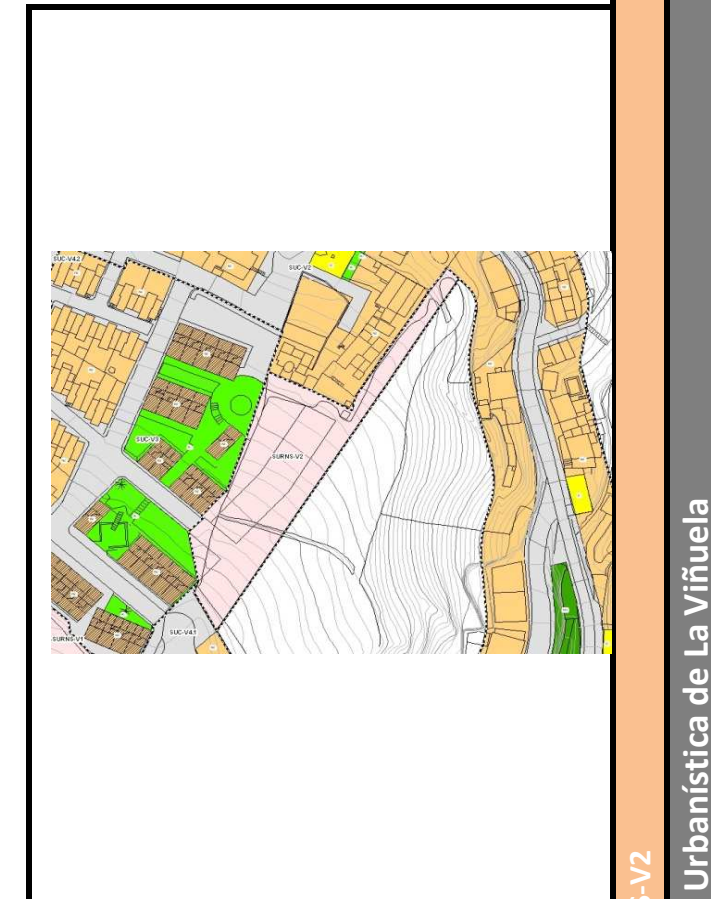 SUC-V4.2
SUC-V2
SUC-V3
SURNS-V2
SUC-V4.1
SURNS-V1
S-V2
Urbanística de La Viñuela